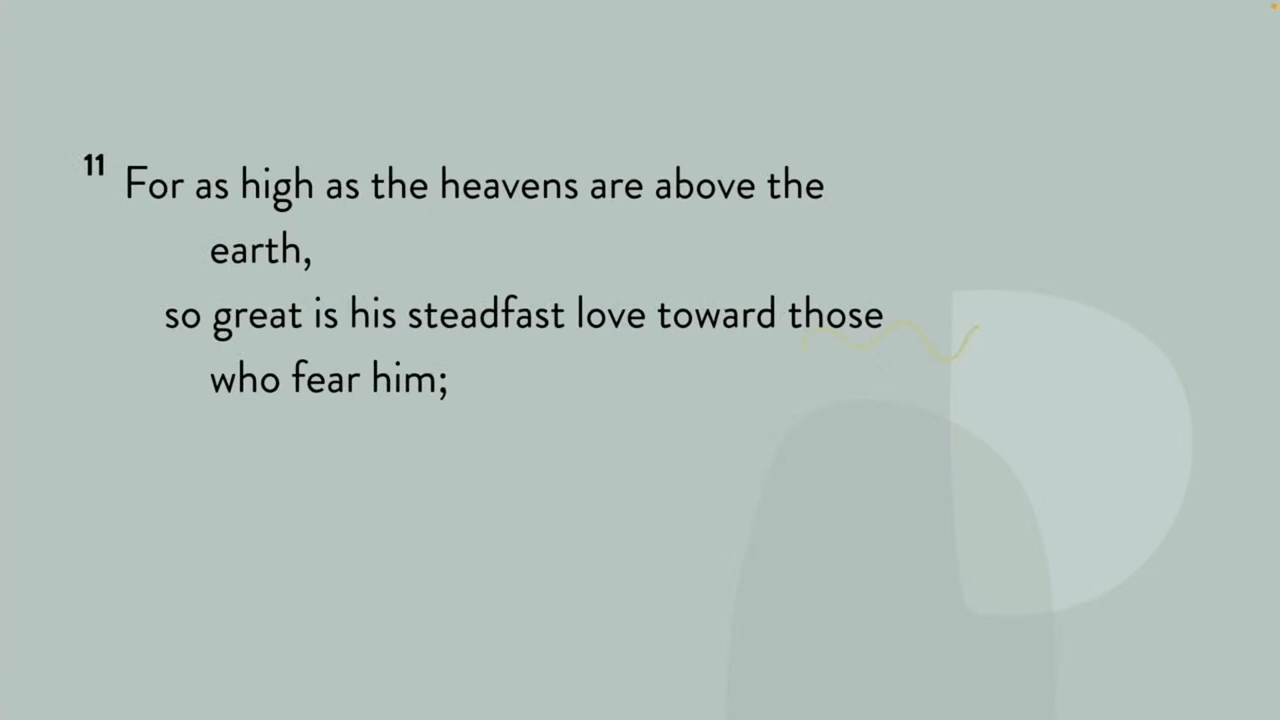 11 For as high as the heavens are above the
earth,
so great is his steadfast love toward those
who fear him;